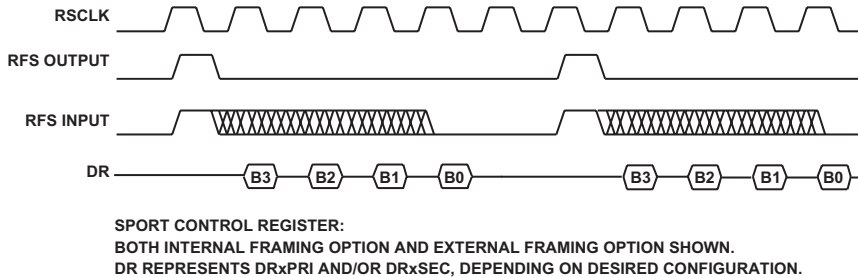 RSCLK
RFS OUTPUT
RFS INPUT
DR B3 B2 B1 B0 B3 B2 B1 B0
SPORT CONTROL REGISTER:
BOTH INTERNAL FRAMING OPTION AND EXTERNAL FRAMING OPTION SHOWN.
DR REPRESENTS DRxPRI AND/OR DRxSEC, DEPENDING ON DESIRED CONFIGURATION.